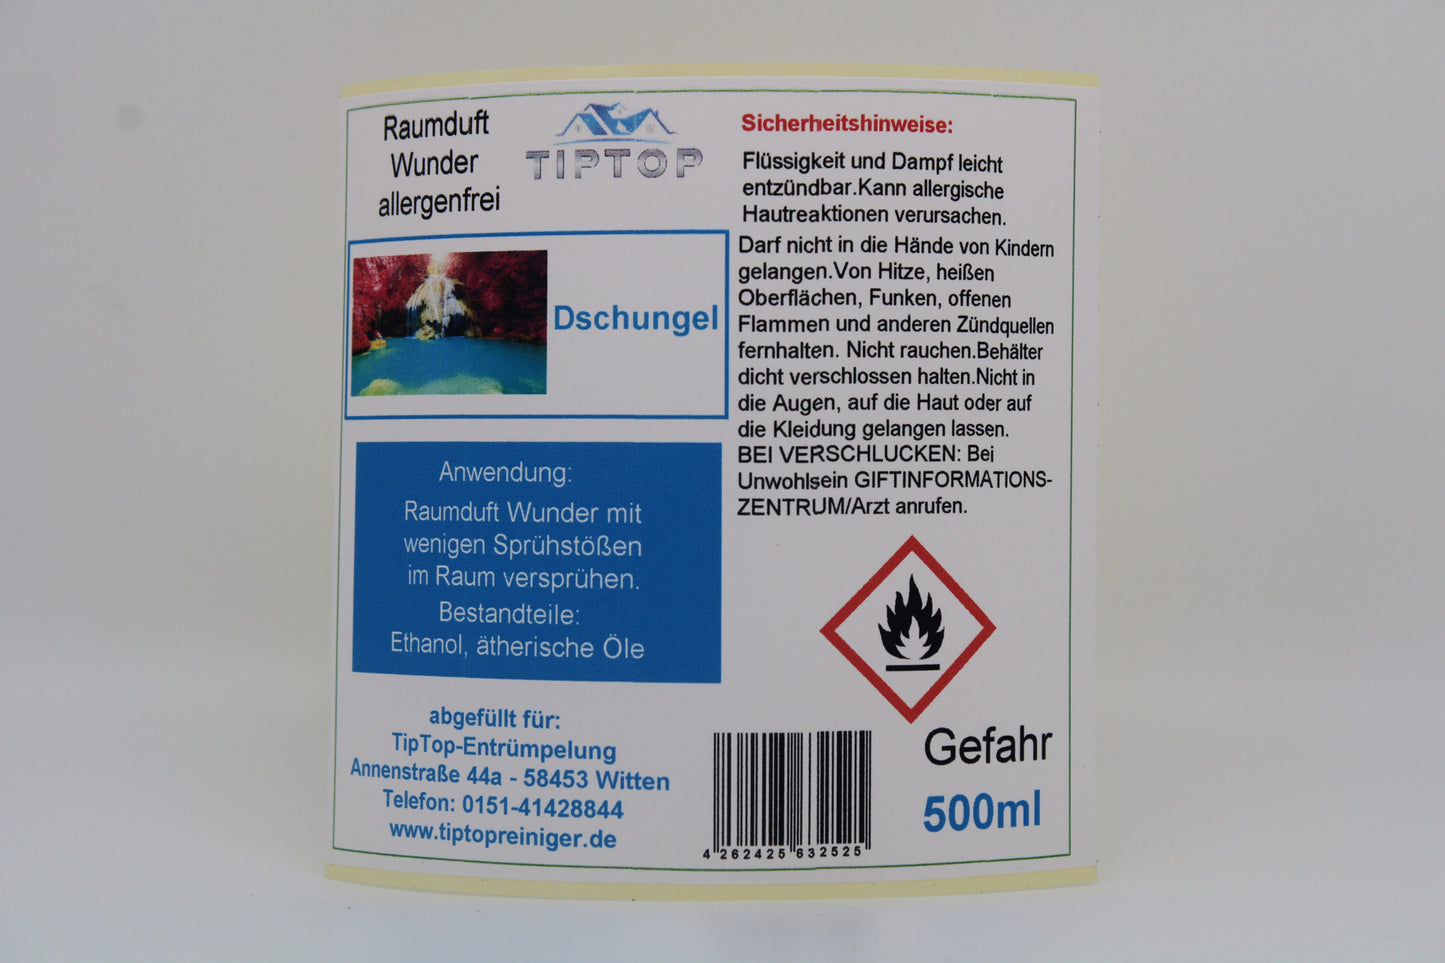 Raumduft
Wunder
allergenfrei
TIPTOP
Dschungel
Anwendung:
Raumduft Wunder mit
wenigen Sprühstößen
im Raum versprühen.
Bestandteile:
Ethanol, ätherische Öle
abgefüllt für:
TipTop-Entrümpelung
Annenstraße 44a - 58453 Witten
Telefon: 0151-41428844
www.tiptopreiniger.de
Sicherheitshinweise:
Flüssigkeit und Dampf leicht
entzündbar.Kann allergische
Hautreaktionen verursachen.
Darf nicht in die Hände von Kindern
gelangen.Von Hitze, heißen
Oberflächen, Funken, offenen
Flammen und anderen Zündquellen
fernhalten. Nicht rauchen.Behälter
dicht verschlossen halten.Nicht in
die Augen, auf die Haut oder auf
die Kleidung gelangen lassen.
BEI VERSCHLUCKEN: Bei
Unwohlsein GIFTINFORMATIONS-
ZENTRUM/Arzt anrufen.
Gefahr
500ml
4 262425 632525